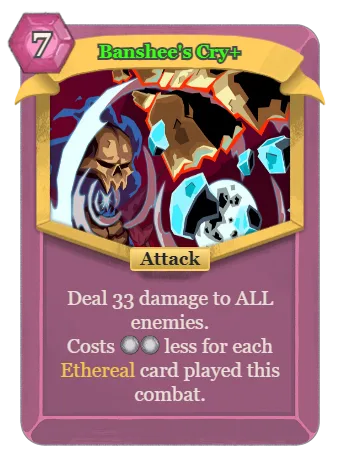 7
Banshee's Cry+
Attack
Deal 33 damage to ALL
enemies.
Costs less for each
Ethereal card played this
combat.